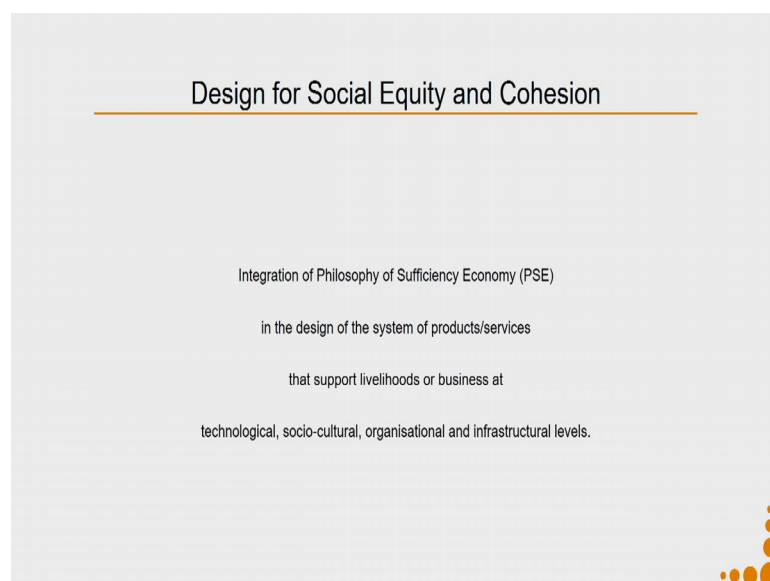 Design for Social Equity and Cohesion
Integration of Philosophy of Sufficiency Economy (PSE)
in the design of the system of products/services
that support livelihoods or business at
technological, socio-cultural, organisational and infrastructural levels.